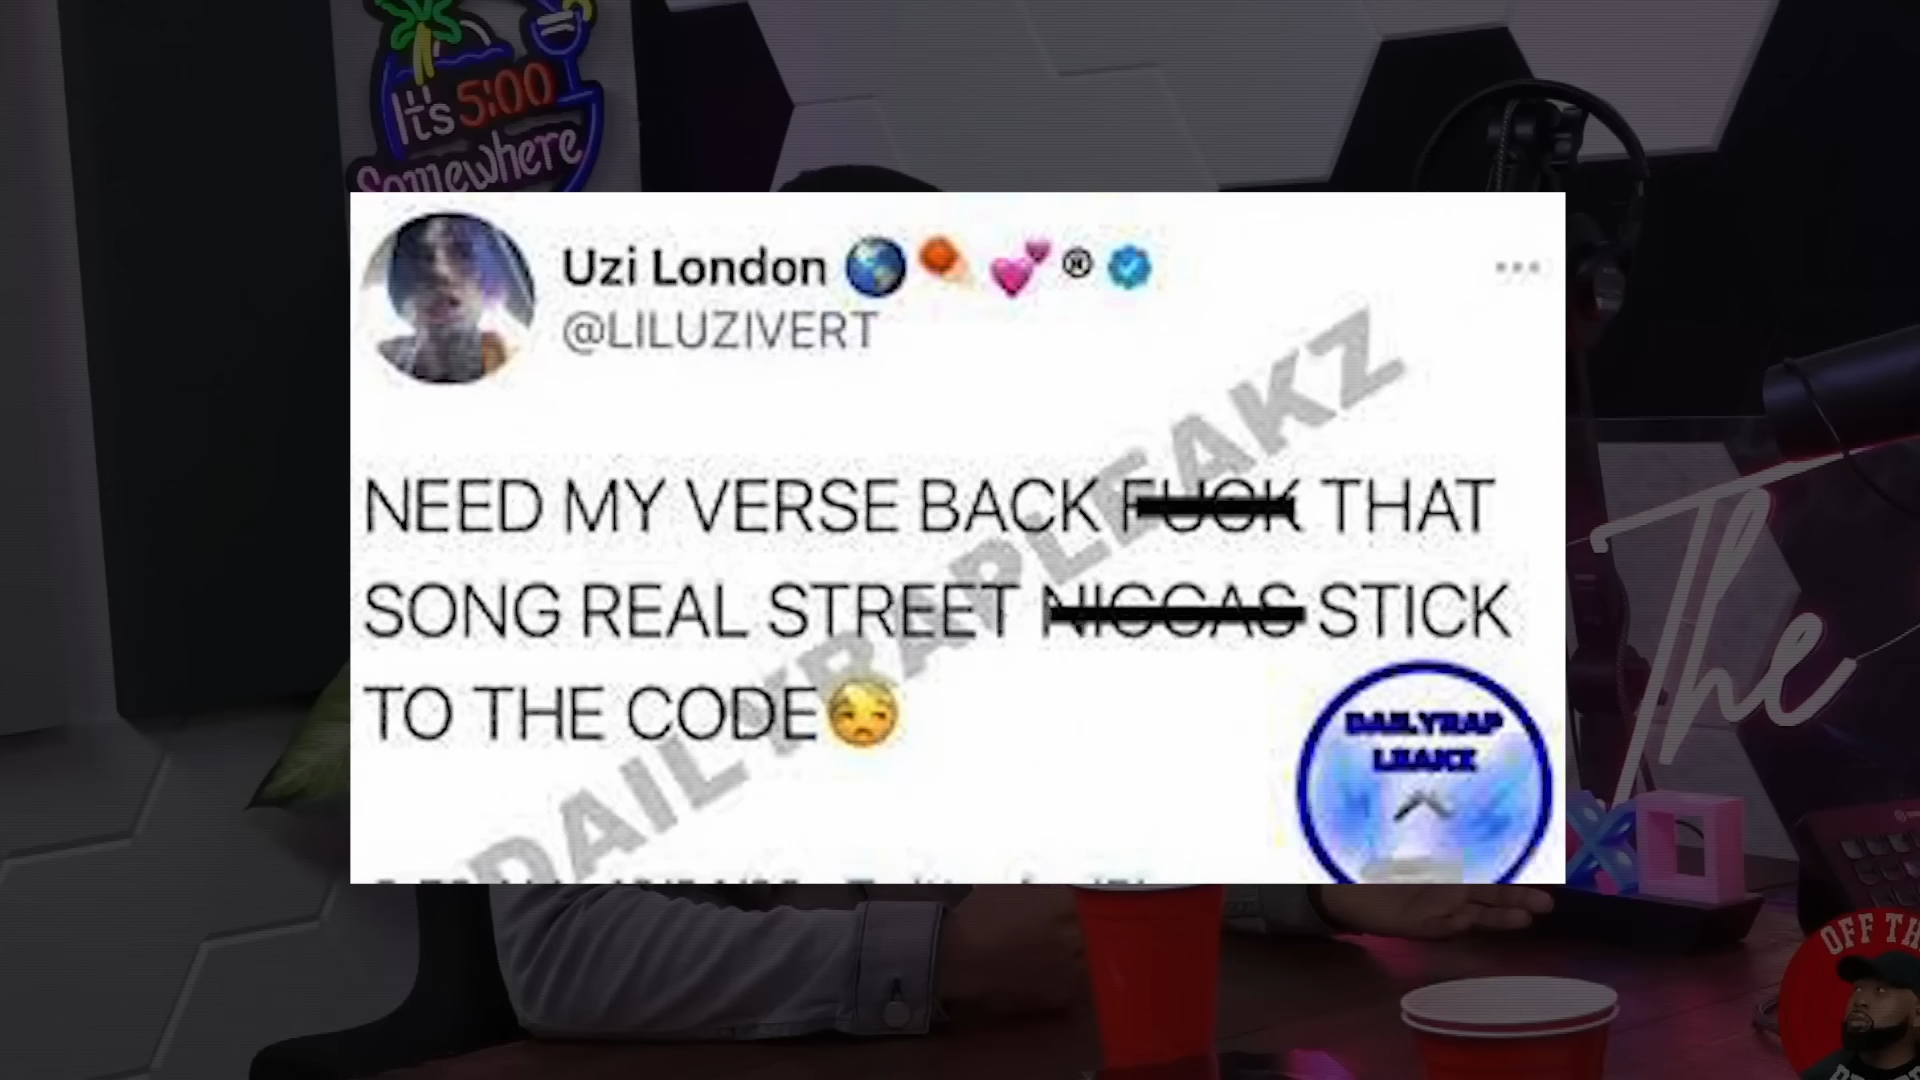 It's 5:00
Somewhere
Uzi London ®
@LILUZIVERT
NEED MY VERSE BACK FUCK THAT
SONG REAL STREET NIGGAS STICK
TO THE CODE
DAILYRAPLEAKZ
DAILYRAP
LEAKZ
The
OFF TH